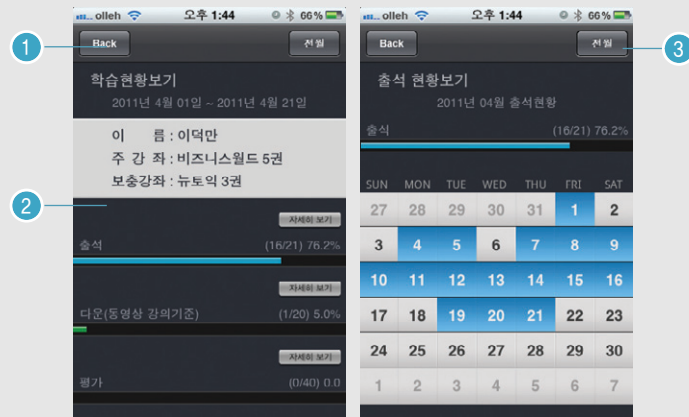 olleh 오후 1:44 66%
Back 전월
학습현황보기
2011년 4월 01일 ~ 2011년 4월 21일
이 름 : 이덕만
주 강 좌 : 비즈니스월드 5권
보충강좌 : 뉴토익 3권
자세히 보기
출석 (16/21) 76.2%
자세히 보기
다운(동영상 강의기준) (1/20) 5.0%
자세히 보기
평가 (0/40) 0.0
1
2
olleh 오후 1:44 66%
Back 전월
출석 현황보기
2011년 04월 출석현황
출석 (16/21) 76.2%
SUN MON TUE WED THU FRI SAT
27 28 29 30 31 1 2
3 4 5 6 7 8 9
10 11 12 13 14 15 16
17 18 19 20 21 22 23
24 25 26 27 28 29 30
1 2 3 4 5 6 7
3